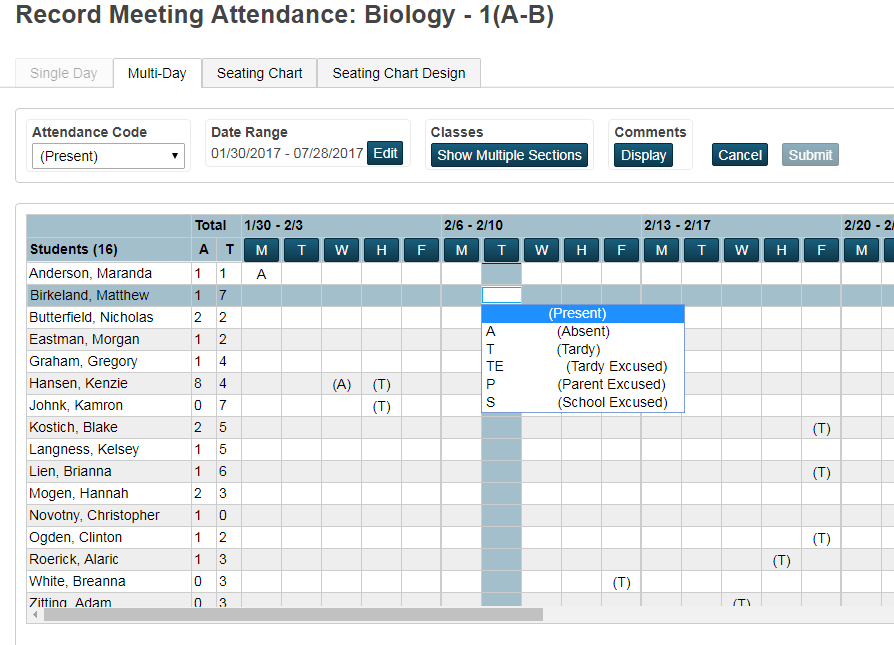 Record Meeting Attendance: Biology - 1(A-B)
Single Day Multi-Day Seating Chart Seating Chart Design
Attendance Code Date Range Classes Comments
(Present) 01/30/2017 - 07/28/2017 Edit Show Multiple Sections Display Cancel Submit
Total 1/30 - 2/3 2/6 - 2/10 2/13 - 2/17 2/20 - 2/
Students (16) A T M T W H F M T W H F M T W H F M
Anderson, Maranda 1 1 A
Birkeland, Matthew 1 7
Butterfield, Nicholas 2 2
(Present)
A (Absent)
T (Tardy)
TE (Tardy Excused)
P (Parent Excused)
S (School Excused)
Eastman, Morgan 1 2
Graham, Gregory 1 4
Hansen, Kenzie 8 4 (A) (T)
Johnk, Kamron 0 7 (T)
Kostich, Blake 2 5 (T)
Langness, Kelsey 1 5
Lien, Brianna 1 6 (T)
Mogen, Hannah 2 3
Novotny, Christopher 1 0
Ogden, Clinton 1 2 (T)
Roerick, Alaric 1 3 (T)
White, Breanna 0 3 (T)
Zitting, Adam 0 3 (T)